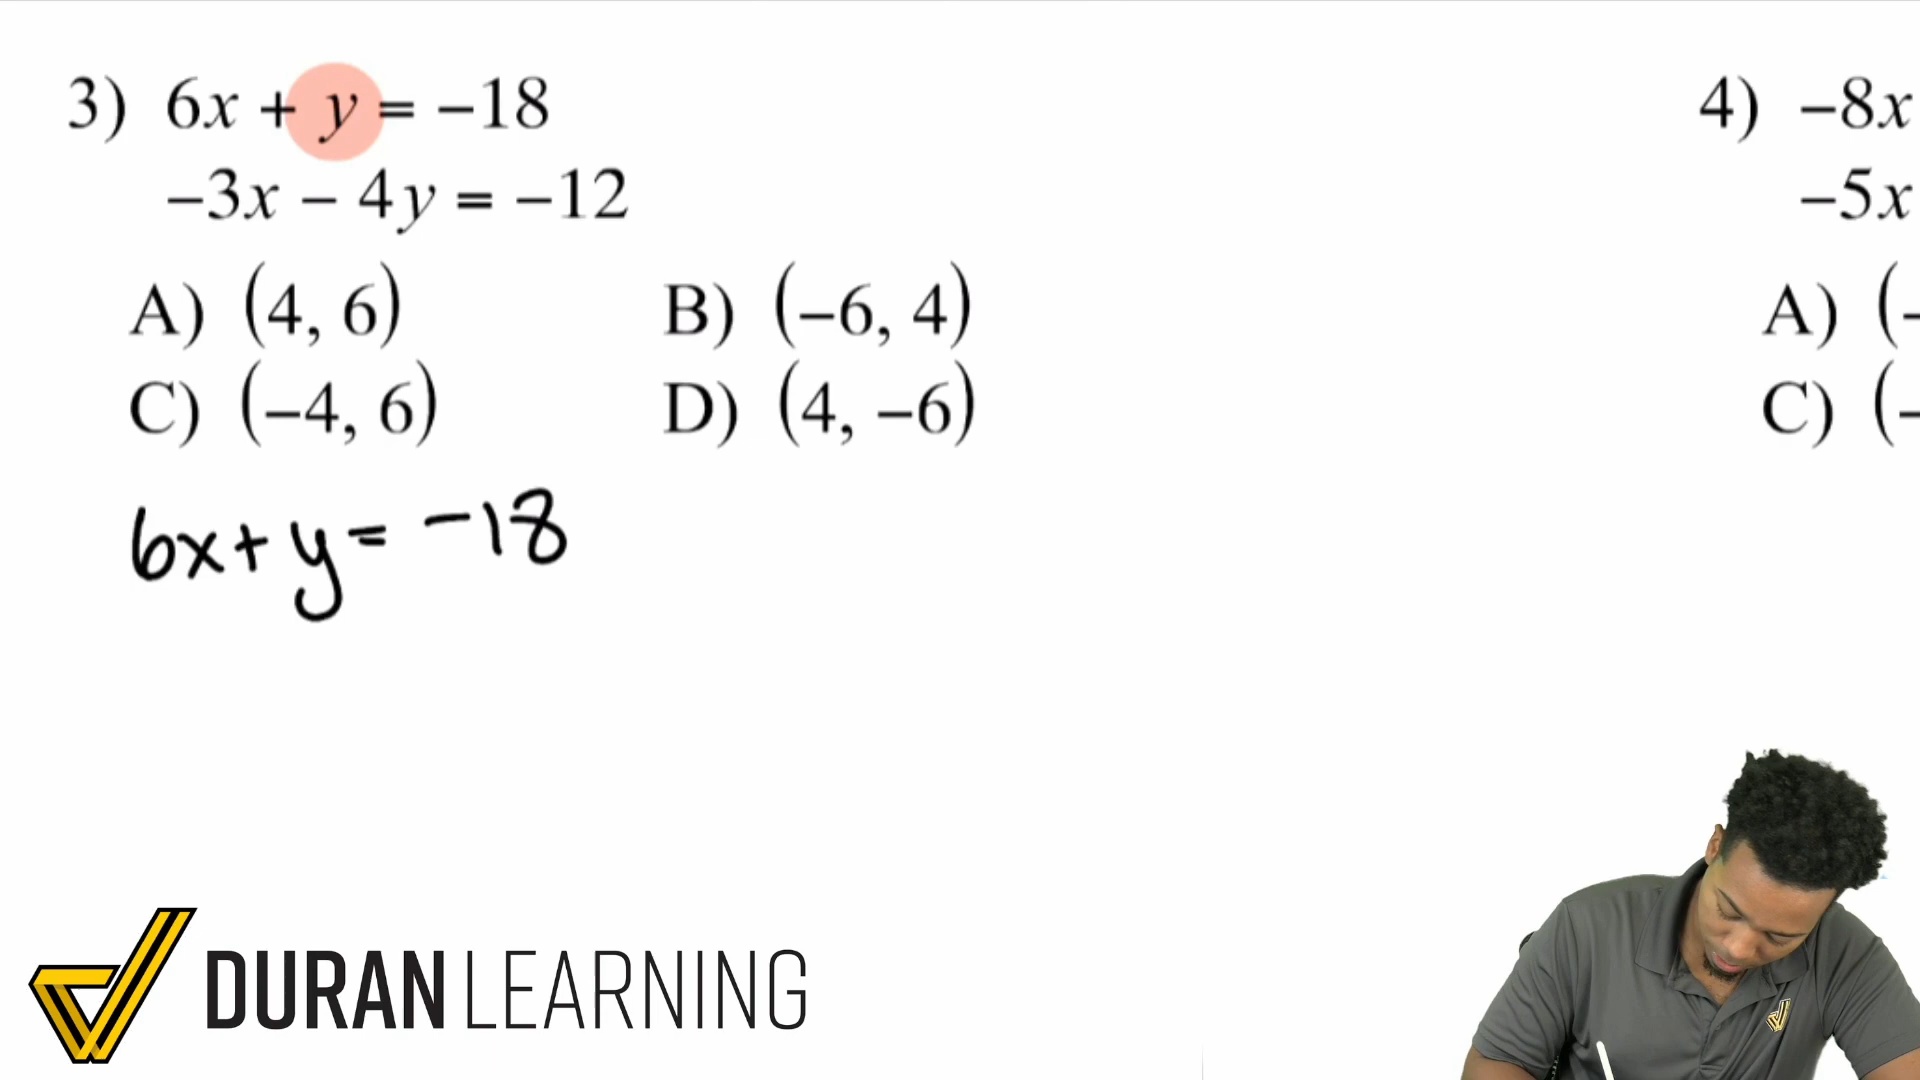 3) 6x + y = −18
−3x − 4y = −12
A) (4, 6) B) (−6, 4)
C) (−4, 6) D) (4, −6)
6x+y= -18
4) −8x
−5x
A) (-
C) (-
DURAN LEARNING